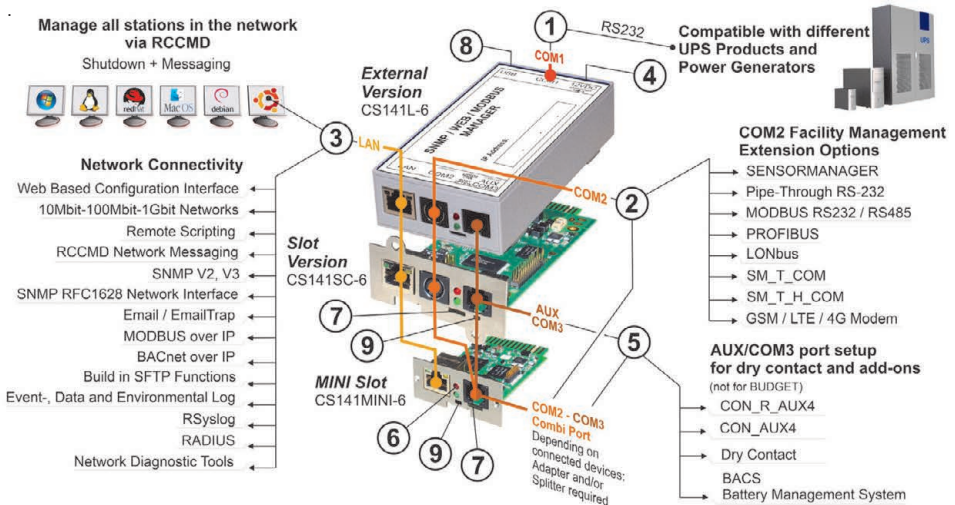 Manage all stations in the network
via RCCMD
Shutdown + Messaging
redhat
Mac OS
debian
1
RS232
COM1
Compatible with different
UPS Products and
Power Generators
UPS
8
4
External
Version
CS141L-6
USB
COM1
SNMP / WEB / MODBUS
MANAGER
IP Address:
LAN
COM2
AUX
COM3
3
LAN
COM2
2
Network Connectivity
Web Based Configuration Interface
10Mbit-100Mbit-1Gbit Networks
Remote Scripting
RCCMD Network Messaging
SNMP V2, V3
SNMP RFC1628 Network Interface
Email / EmailTrap
MODBUS over IP
BACnet over IP
Build in SFTP Functions
Event-, Data and Environmental Log
RSyslog
RADIUS
Network Diagnostic Tools
COM2 Facility Management
Extension Options
SENSORMANAGER
Pipe-Through RS-232
MODBUS RS232 / RS485
PROFIBUS
LONbus
SM_T_COM
SM_T_H_COM
GSM / LTE / 4G Modem
Slot
Version
CS141SC-6
7
9
AUX
COM3
5
MINI Slot
CS141MINI-6
6
9
7
COM2 - COM3
Combi Port
Depending on
connected devices:
Adapter and/or
Splitter required
AUX/COM3 port setup
for dry contact and add-ons
(not for BUDGET)
CON_R_AUX4
CON_AUX4
Dry Contact
BACS
Battery Management System